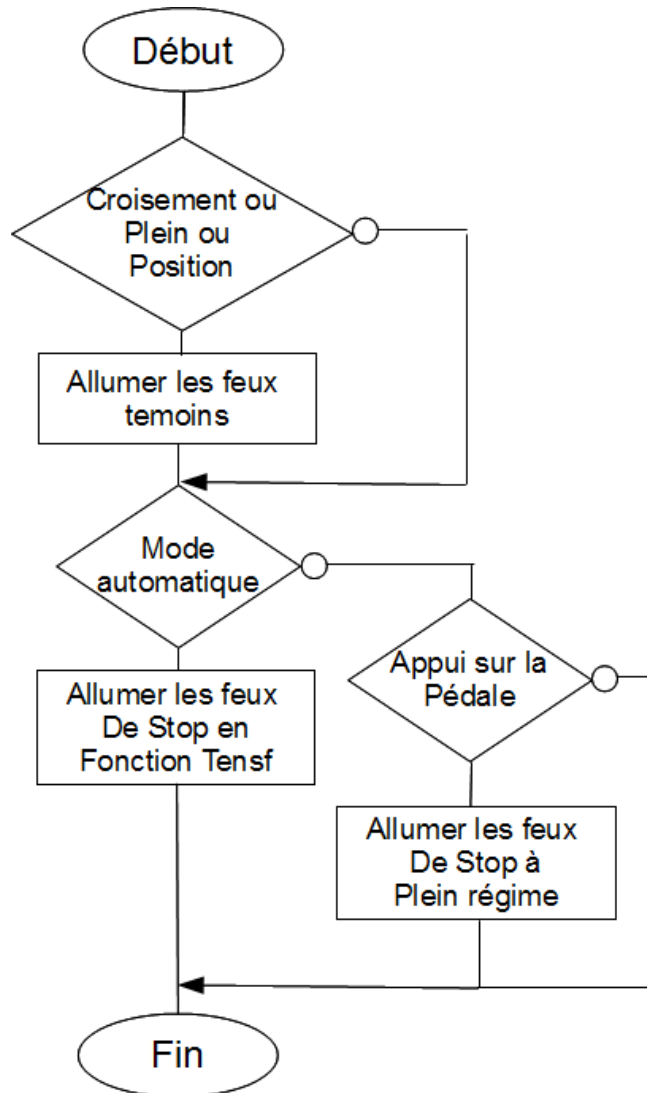 Début
Croisement ou
Plein ou
Position
Allumer les feux
temoins
Mode
automatique
Appui sur la
Pédale
Allumer les feux
De Stop en
Fonction Tensf
Allumer les feux
De Stop à
Plein régime
Fin